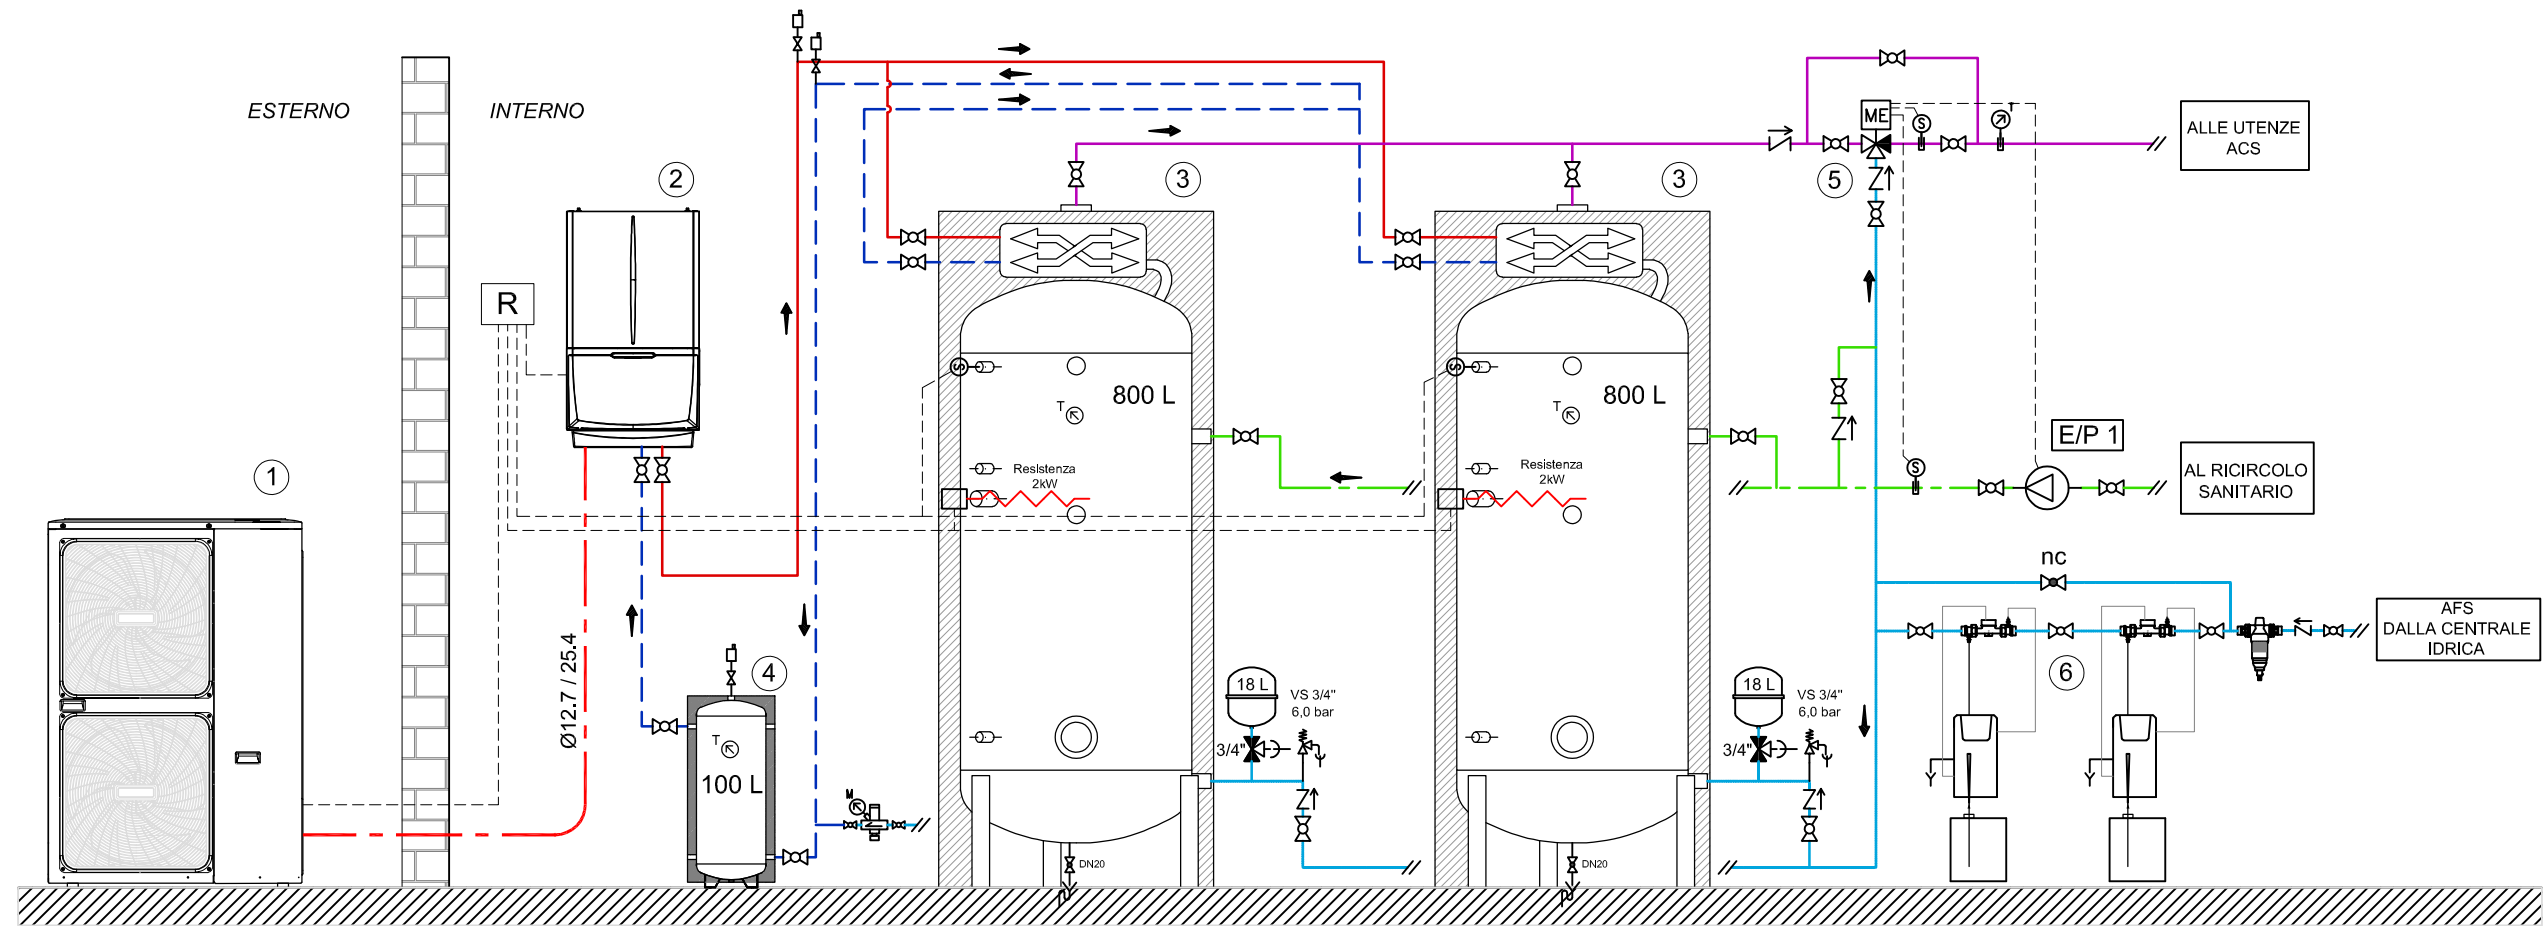 ESTERNO
INTERNO
1
2
R
Ø12.7 / 25.4
4
T
100 L
M
3
800 L
T
Resistenza
2kW
S
18 L
VS 3/4"
6,0 bar
3/4"
DN20
3
800 L
T
Resistenza
2kW
S
18 L
VS 3/4"
6,0 bar
3/4"
DN20
ME
S
T
5
ALLE UTENZE
ACS
E/P 1
S
AL RICIRCOLO
SANITARIO
nc
6
AFS
DALLA CENTRALE
IDRICA